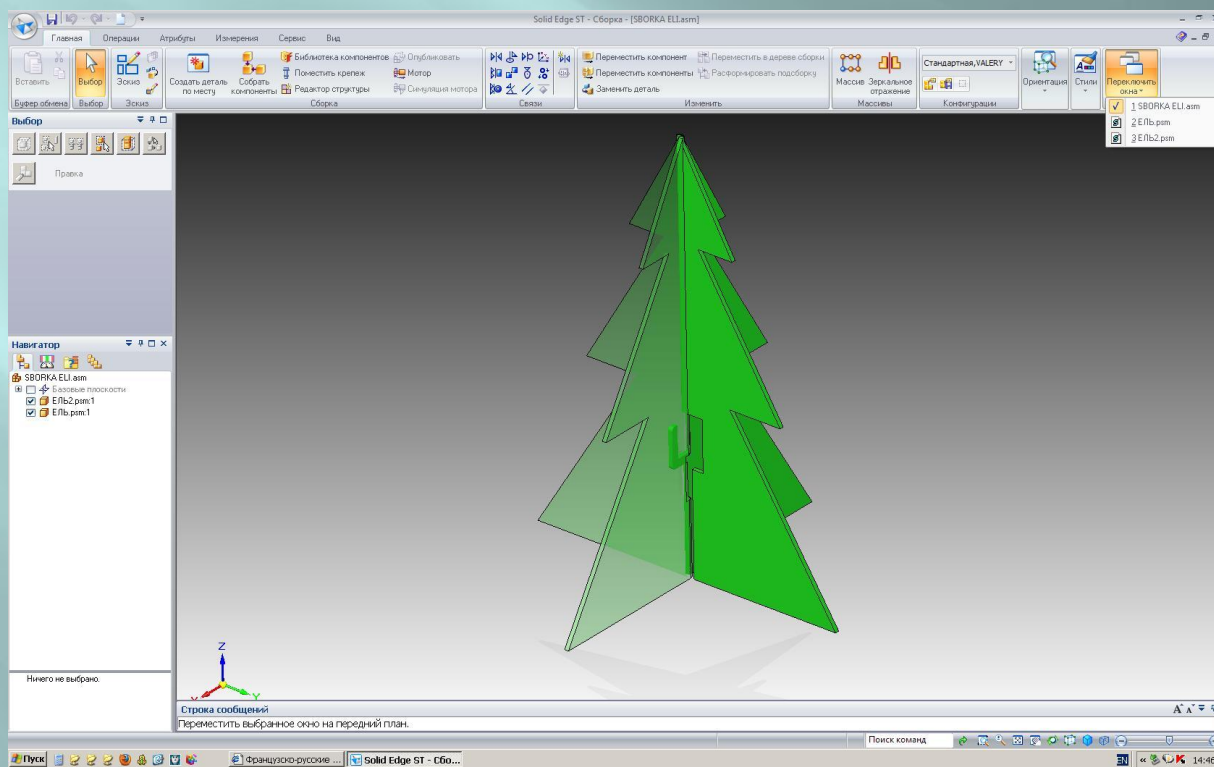 Solid Edge ST - Сборка - [SBORKA ELI.asm]
Главная Операции Атрибуты Измерения Сервис Вид
Вставить
Буфер обмена
Выбор
Выбор
Эскиз
Эскиз
Создать деталь по месту
Собрать компоненты
Библиотека компонентов
Поместить крепеж
Редактор структуры
Опубликовать
Мотор
Симуляция мотора
Сборка
Связи
Переместить компонент
Переместить компоненты
Заменить деталь
Переместить в дереве сборки
Расформировать подсборку
Изменить
Массив
Зеркальное отражение
Массивы
Стандартная,VALERY
Конфигурации
Ориентация
Стили
Переключить окна
1 SBORKA ELI.asm
2 ЕЛЬ.psm
3 ЕЛЬ2.psm
Выбор
Правка
Навигатор
SBORKA ELI.asm
Базовые плоскости
ЕЛЬ2.psm:1
ЕЛЬ.psm:1
Ничего не выбрано.
Z
Y
Строка сообщений
Переместить выбранное окно на передний план.
Поиск команд
Пуск
Французско-русские ...
Solid Edge ST - Сбо...
EN
14:46